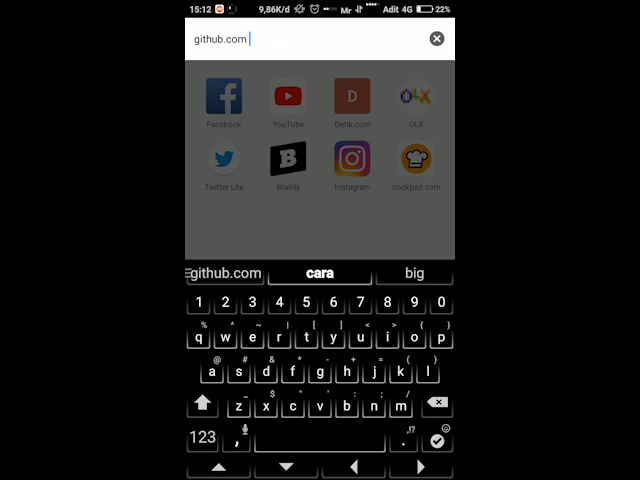 15:12 9,86K/d Mr Adit 4G 22%
github.com
Facebook YouTube Detik.com OLX
Twitter Lite Brainly Instagram cookpad.com
github.com cara big
1 2 3 4 5 6 7 8 9 0
% ^ ~ | [ ] < > { }
q w e r t y u i o p
@ # & * - + = ( )
a s d f g h j k l
_ $ " ' : ; /
z x c v b n m
123 , . ,!?